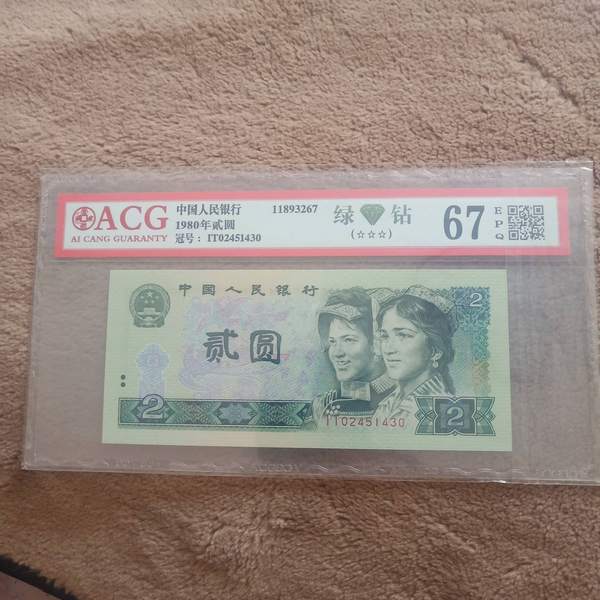 ACG
AI CANG GUARANTY
中国人民银行 11893267
1980年贰圆
冠号: IT02451430
绿 钻
(☆☆☆)
67
EPQ
中国人民银行
2
贰圆
2
IT02451430
2